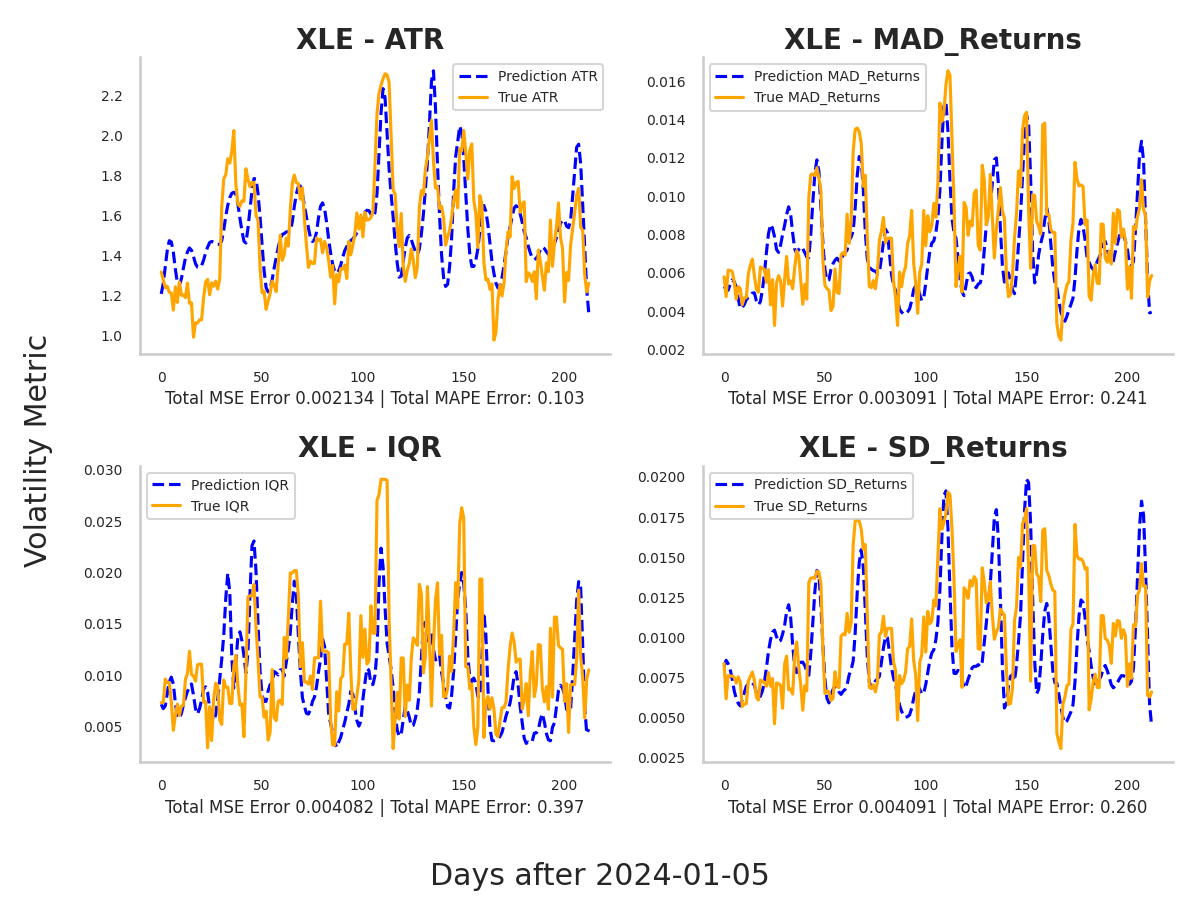 XLE - ATR
Prediction ATR
True ATR
2.2
2.0
1.8
1.6
1.4
1.2
1.0
0
50
100
150
200
Total MSE Error 0.002134 | Total MAPE Error: 0.103
XLE - MAD_Returns
Prediction MAD_Returns
True MAD_Returns
0.016
0.014
0.012
0.010
0.008
0.006
0.004
0.002
0
50
100
150
200
Total MSE Error 0.003091 | Total MAPE Error: 0.241
Volatility Metric
XLE - IQR
Prediction IQR
True IQR
0.030
0.025
0.020
0.015
0.010
0.005
0
50
100
150
200
Total MSE Error 0.004082 | Total MAPE Error: 0.397
XLE - SD_Returns
Prediction SD_Returns
True SD_Returns
0.0200
0.0175
0.0150
0.0125
0.0100
0.0075
0.0050
0.0025
0
50
100
150
200
Total MSE Error 0.004091 | Total MAPE Error: 0.260
Days after 2024-01-05